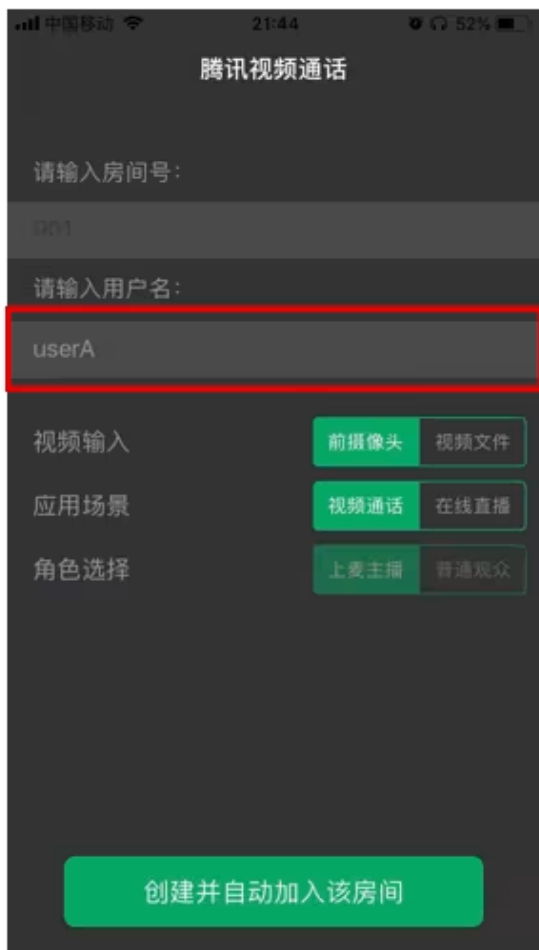 中国移动 21:44 52%
腾讯视频通话
请输入房间号:
901
请输入用户名:
userA
视频输入 前摄像头 视频文件
应用场景 视频通话 在线直播
角色选择 上麦主播 普通观众
创建并自动加入该房间